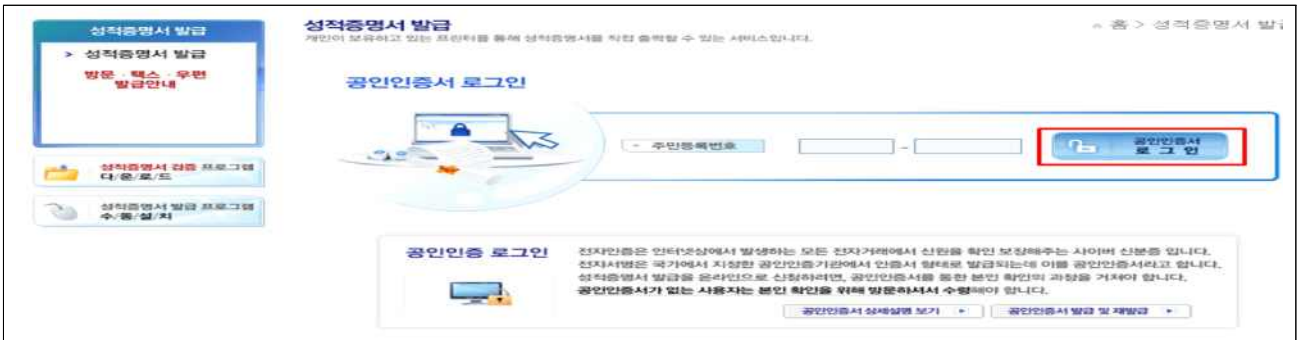 성적증명서 발급
> 성적증명서 발급
방문 · 팩스 · 우편
발급안내
성적증명서 검증 프로그램
다/운/로/드
성적증명서 발급 프로그램
수/동/설/치
성적증명서 발급
개인이 보유하고 있는 프린터를 통해 성적증명서를 직접 출력할 수 있는 서비스입니다.
홈 > 성적증명서 발급
공인인증서 로그인
주민등록번호
-
공인인증서
로 그 인
공인인증 로그인
전자인증은 인터넷상에서 발생하는 모든 전자거래에서 신원을 확인 보장해주는 사이버 신분증 입니다.
전자서명은 국가에서 지정한 공인인증기관에서 인증서 형태로 발급되는데 이를 공인인증서라고 합니다.
성적증명서 발급을 온라인으로 신청하려면, 공인인증서를 통한 본인 확인의 과정을 거쳐야 합니다.
공인인증서가 없는 사용자는 본인 확인을 위해 방문하셔서 수령해야 합니다.
공인인증서 상세설명 보기
공인인증서 발급 및 재발급